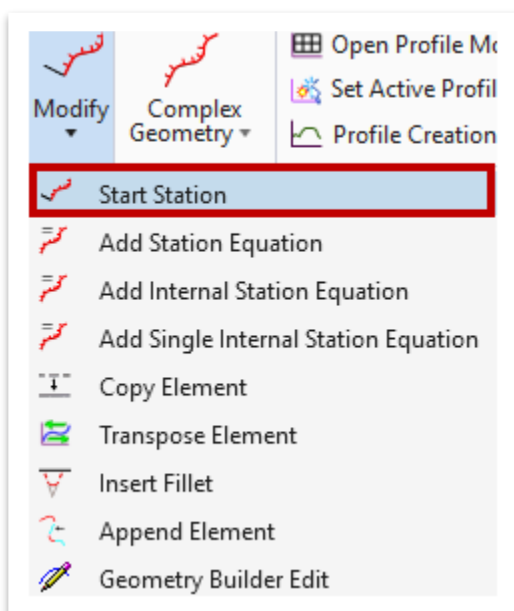 Open Profile Mo
Set Active Profil
Profile Creation
Modify
Complex
Geometry
Start Station
Add Station Equation
Add Internal Station Equation
Add Single Internal Station Equation
Copy Element
Transpose Element
Insert Fillet
Append Element
Geometry Builder Edit